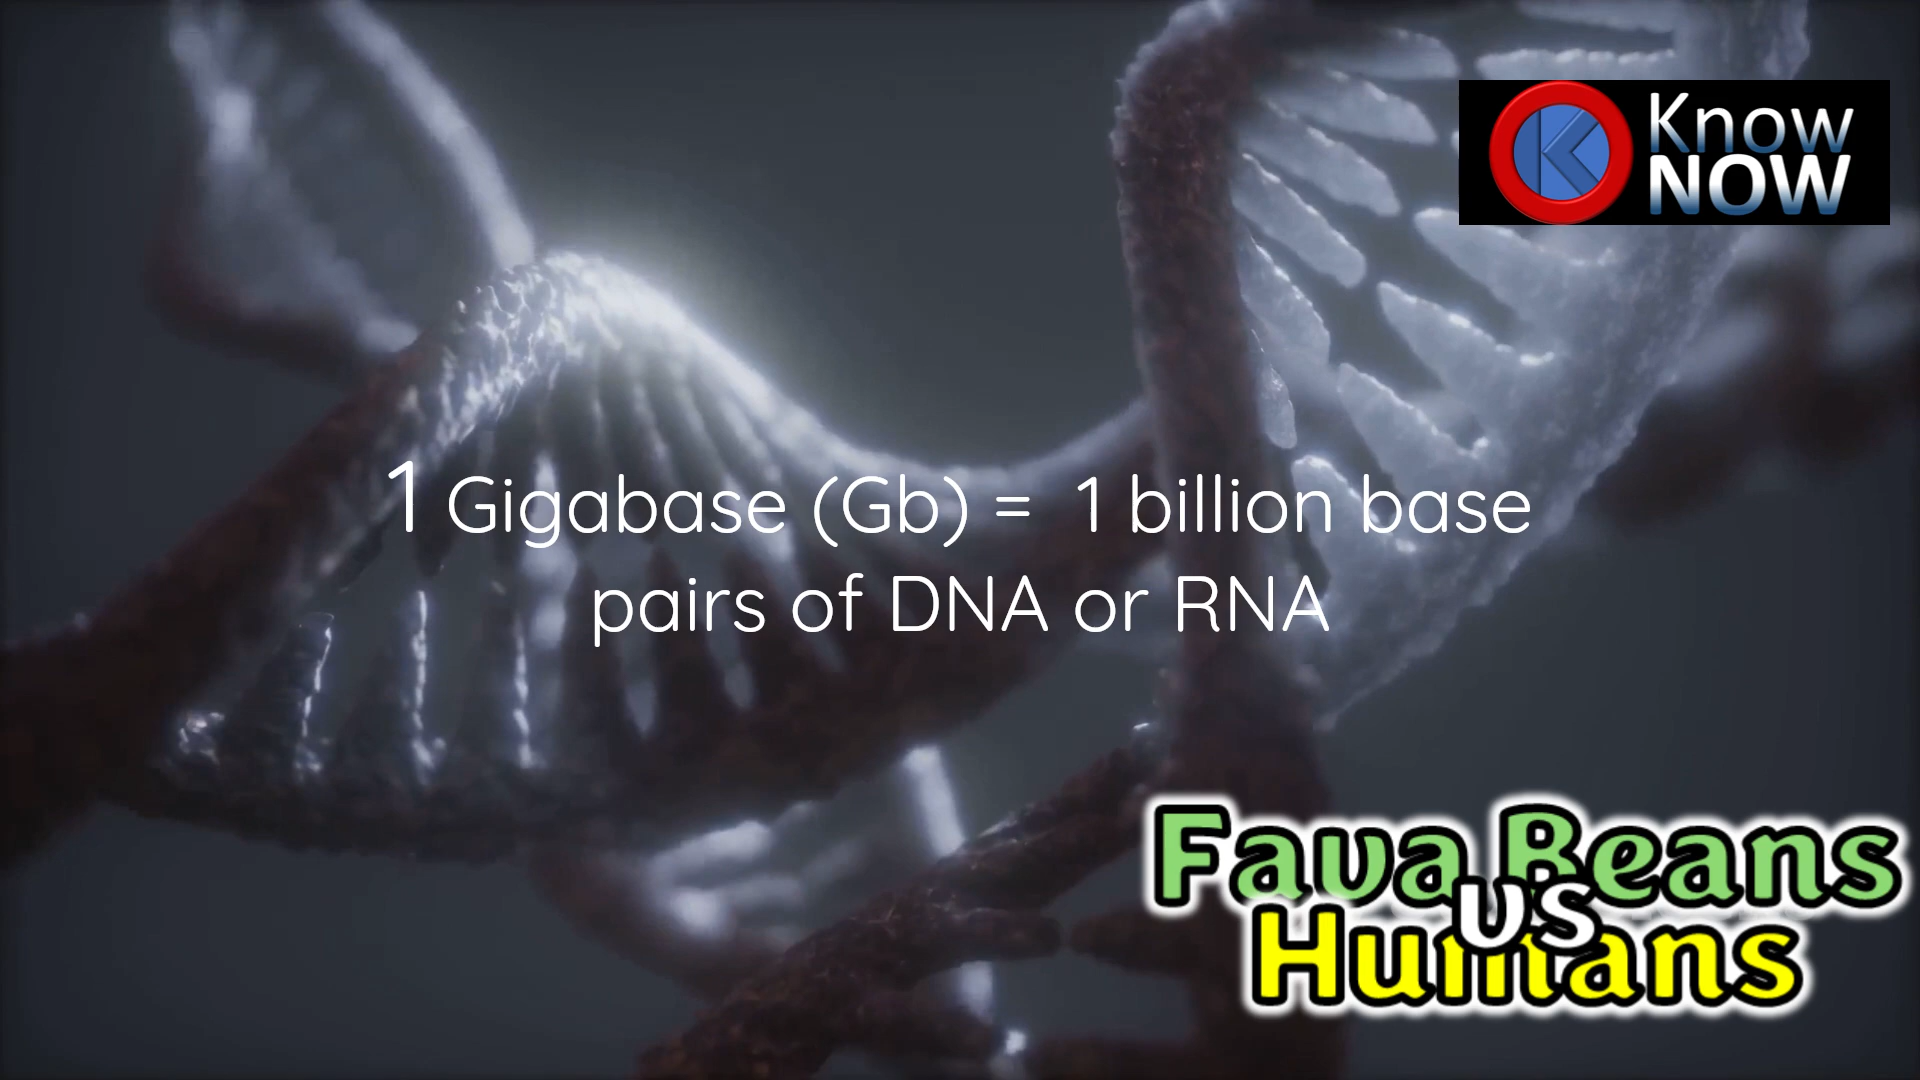 Know
NOW
1 Gigabase (Gb) = 1 billion base
pairs of DNA or RNA
Fava Beans
vs
Humans